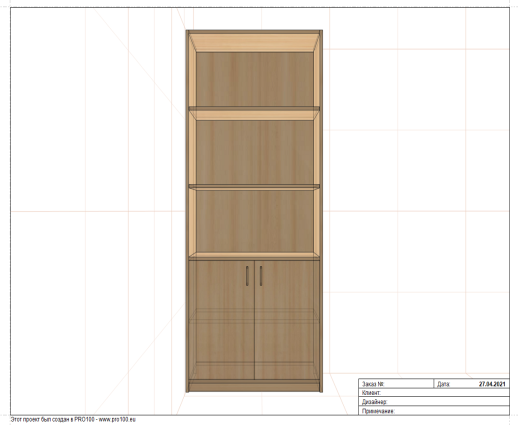 Заказ №: Дата: 27.04.2021
Клиент:
Дизайнер:
Примечание:
Этот проект был создан в PRO100 - www.pro100.eu